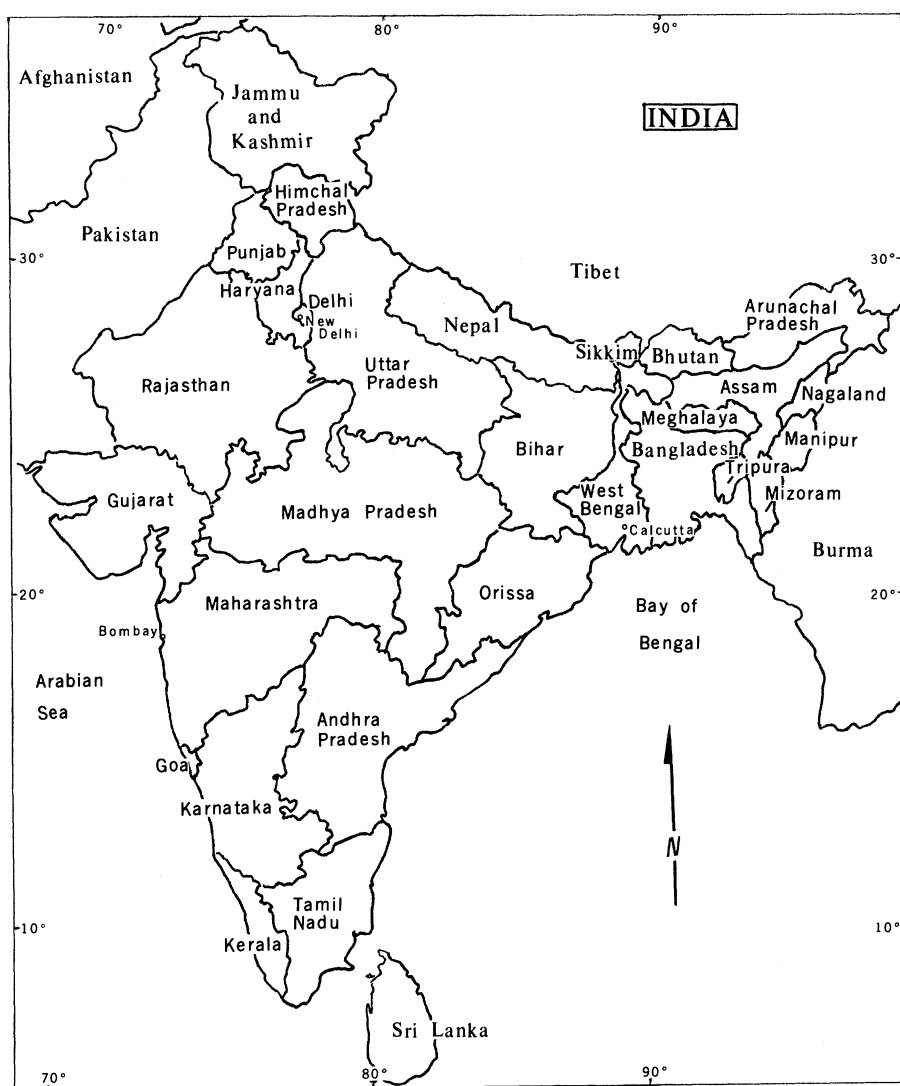 70°
80°
90°
Afghanistan
Jammu
and
Kashmir
INDIA
Himchal
Pradesh
Pakistan
Punjab
30°
30°
Tibet
Haryana
Delhi
New
Delhi
Arunachal
Pradesh
Nepal
Sikkim
Bhutan
Rajasthan
Uttar
Pradesh
Assam
Nagaland
Meghalaya
Bihar
Bangladesh
Manipur
Tripura
Gujarat
Madhya Pradesh
West
Bengal
Mizoram
Calcutta
Burma
20°
Maharashtra
Orissa
Bay of
Bengal
20°
Bombay
Arabian
Sea
Andhra
Pradesh
Goa
Karnataka
N
Tamil
Nadu
10°
10°
Kerala
Sri Lanka
70°
80°
90°